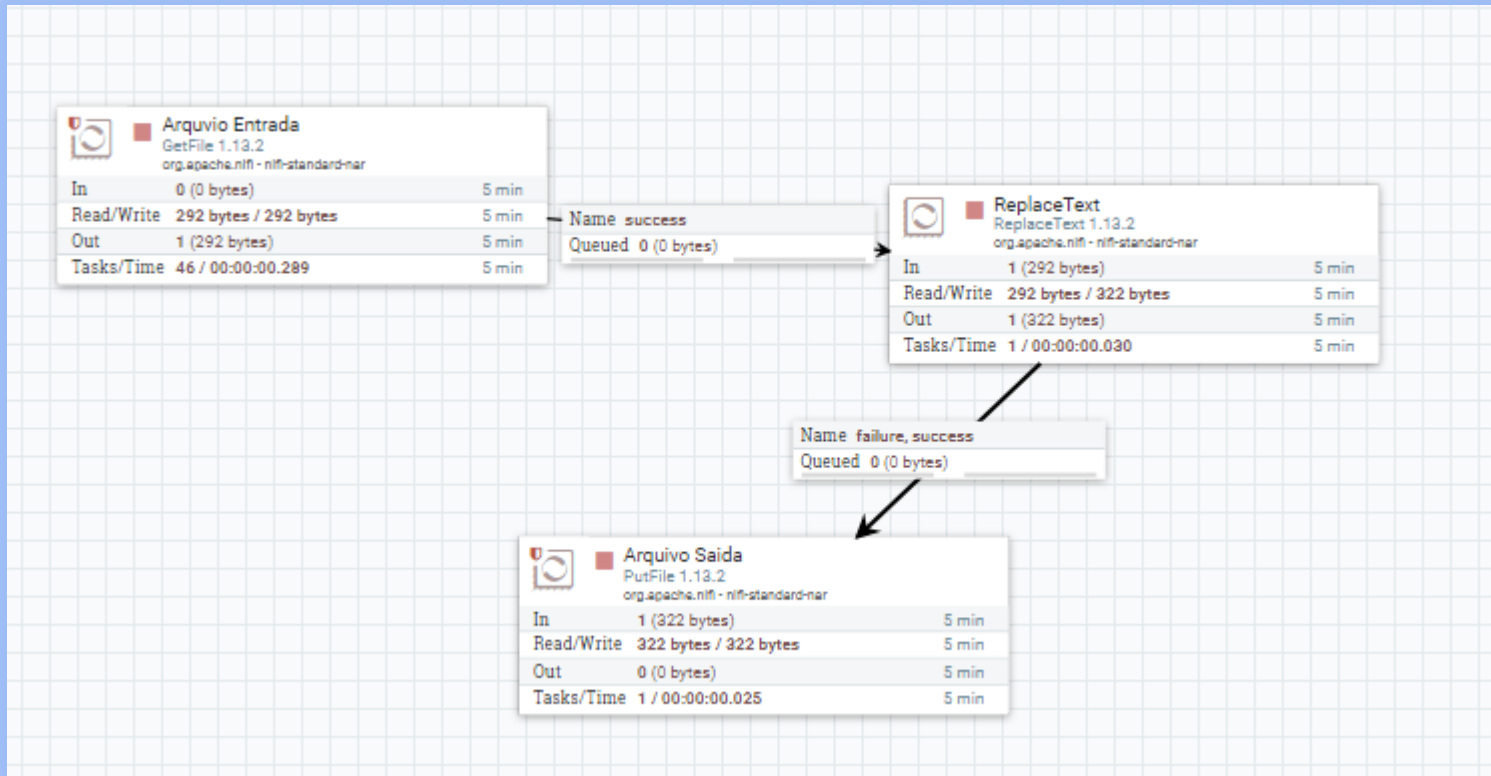 Arquvio Entrada
GetFile 1.13.2
org.apache.nifi - nifi-standard-nar
In 0 (0 bytes) 5 min
Read/Write 292 bytes / 292 bytes 5 min
Out 1 (292 bytes) 5 min
Tasks/Time 46 / 00:00:00.289 5 min
Name success
Queued 0 (0 bytes)
ReplaceText
ReplaceText 1.13.2
org.apache.nifi - nifi-standard-nar
In 1 (292 bytes) 5 min
Read/Write 292 bytes / 322 bytes 5 min
Out 1 (322 bytes) 5 min
Tasks/Time 1 / 00:00:00.030 5 min
Name failure, success
Queued 0 (0 bytes)
Arquivo Saida
PutFile 1.13.2
org.apache.nifi - nifi-standard-nar
In 1 (322 bytes) 5 min
Read/Write 322 bytes / 322 bytes 5 min
Out 0 (0 bytes) 5 min
Tasks/Time 1 / 00:00:00.025 5 min